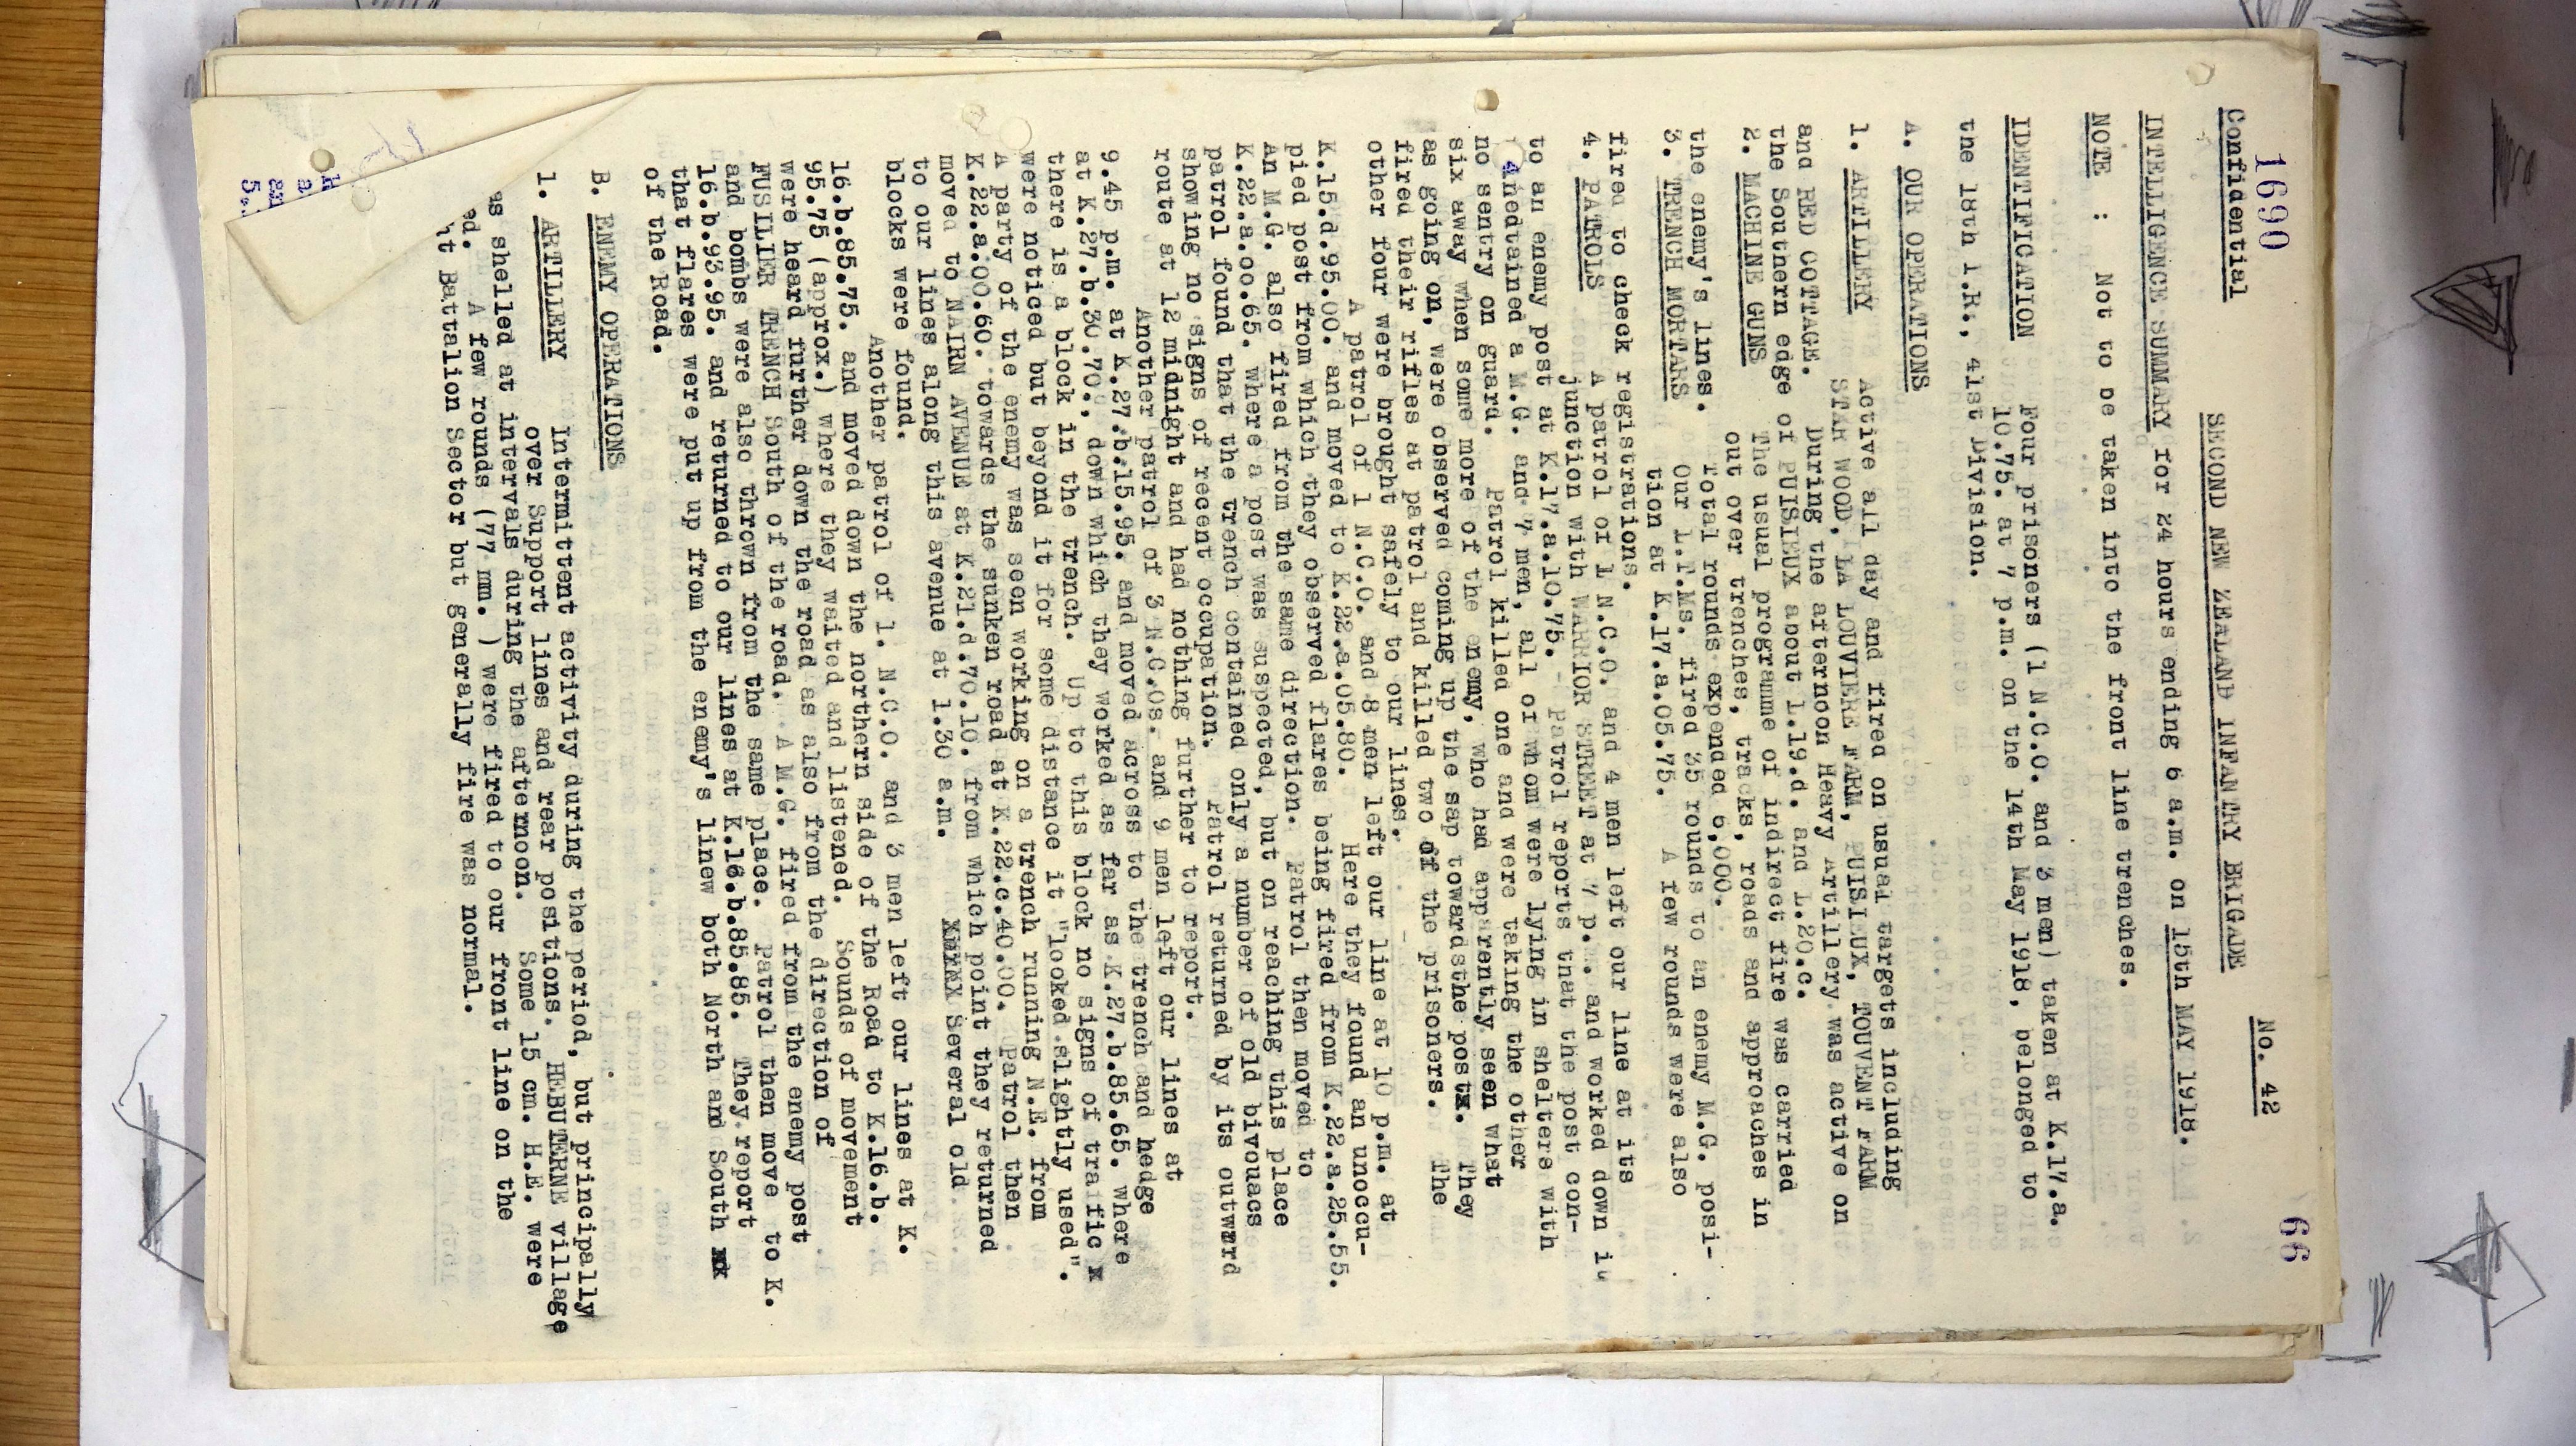 1690
66
Confidential
No. 42
SECOND NEW ZEALAND INFANTRY BRIGADE
INTELLIGENCE SUMMARY for 24 hours ending 6 a.m. on 15th MAY 1918.
NOTE : Not to be taken into the front line trenches.
IDENTIFICATION Four prisoners (1 N.C.O. and 3 men) taken at K.17.a.
10.75. at 7 p.m. on the 14th May 1918, belonged to
the 18th I.R., 41st Division.
A. OUR OPERATIONS
1. ARTILLERY Active all day and fired on usual targets including
STAR WOOD, LA LOUVIERE FARM, PUISIEUX, TOUVENT FARM
and RED COTTAGE. During the afternoon Heavy Artillery was active on
the Southern edge of PUISIEUX about L.19.d. and L.20.c.
2. MACHINE GUNS The usual programme of indirect fire was carried
out over trenches, tracks, roads and approaches in
the enemy's lines. Total rounds expended 6,000.
3. TRENCH MORTARS Our L.T.Ms. fired 35 rounds to an enemy M.G. posi-
tion at K.17.a.05.75. A few rounds were also
fired to check registrations.
4. PATROLS A patrol of 1 N.C.O. and 4 men left our line at its
junction with WARRIOR STREET at 7 p.m. and worked down it
to an enemy post at K.17.a.10.75. Patrol reports that the post con-
tained a M.G. and 7 men, all of whom were lying in shelters with
no sentry on guard. Patrol killed one and were taking the other
six away when some more of the enemy, who had apparently seen what
was going on, were observed coming up the sap towardsthe postx. They
fired their rifles at patrol and killed two of the prisoners. The
other four were brought safely to our lines.
A patrol of 1 N.C.O. and 8 men left our line at 10 p.m. at
K.15.d.95.00. and moved to K.22.a.05.80. Here they found an unoccu-
pied post from which they observed flares being fired from K.22.a.25.55.
An M.G. also fired from the same direction. Patrol then moved to
K.22.a.00.65. where a post was suspected, but on reaching this place
patrol found that the trench contained only a number of old bivouacs
showing no signs of recent occupation. Patrol returned by its outward
route at 12 midnight and had nothing further to report.
Another patrol of 3 N.C.Os. and 9 men left our lines at
9.45 p.m. at K.27.b.15.95. and moved across to the trench and hedge
at K.27.b.30.70., down which they worked as far as K.27.b.85.65. where
there is a block in the trench. Up to this block no signs of traffic x
were noticed but beyond it for some distance it "looked slightly used".
A party of the enemy was seen working on a trench running N.E. from
K.22.a.00.60. towards the sunken road at K.22.c.40.00. Patrol then
moved to NAIRN AVENUE at K.21.d.70.10. from which point they returned
to our lines along this avenue at 1.30 a.m. Several old
blocks were found.
Another patrol of 1. N.C.O. and 3 men left our lines at K.
16.b.85.75. and moved down the northern side of the Road to K.16.b.
95.75 (approx.) where they waited and listened. Sounds of movement
were heard further down the road as also from the direction of
FUSILIER TRENCH South of the road. A M.G. fired from the enemy post
and bombs were also thrown from the same place. Patrol then move to K.
16.b.93.95. and returned to our lines at K.16.b.85.85. They report
that flares were put up from the enemy's linew both North and South xx
of the Road.
B. ENEMY OPERATIONS
1. ARTILLERY Intermittent activity during the period, but principally
over Support lines and rear positions. HEBUTERNE village
as shelled at intervals during the afternoon. Some 15 cm. H.E. were
ed. A few rounds (77 mm. ) were fired to our front line on the
ht Battalion Sector but generally fire was normal.